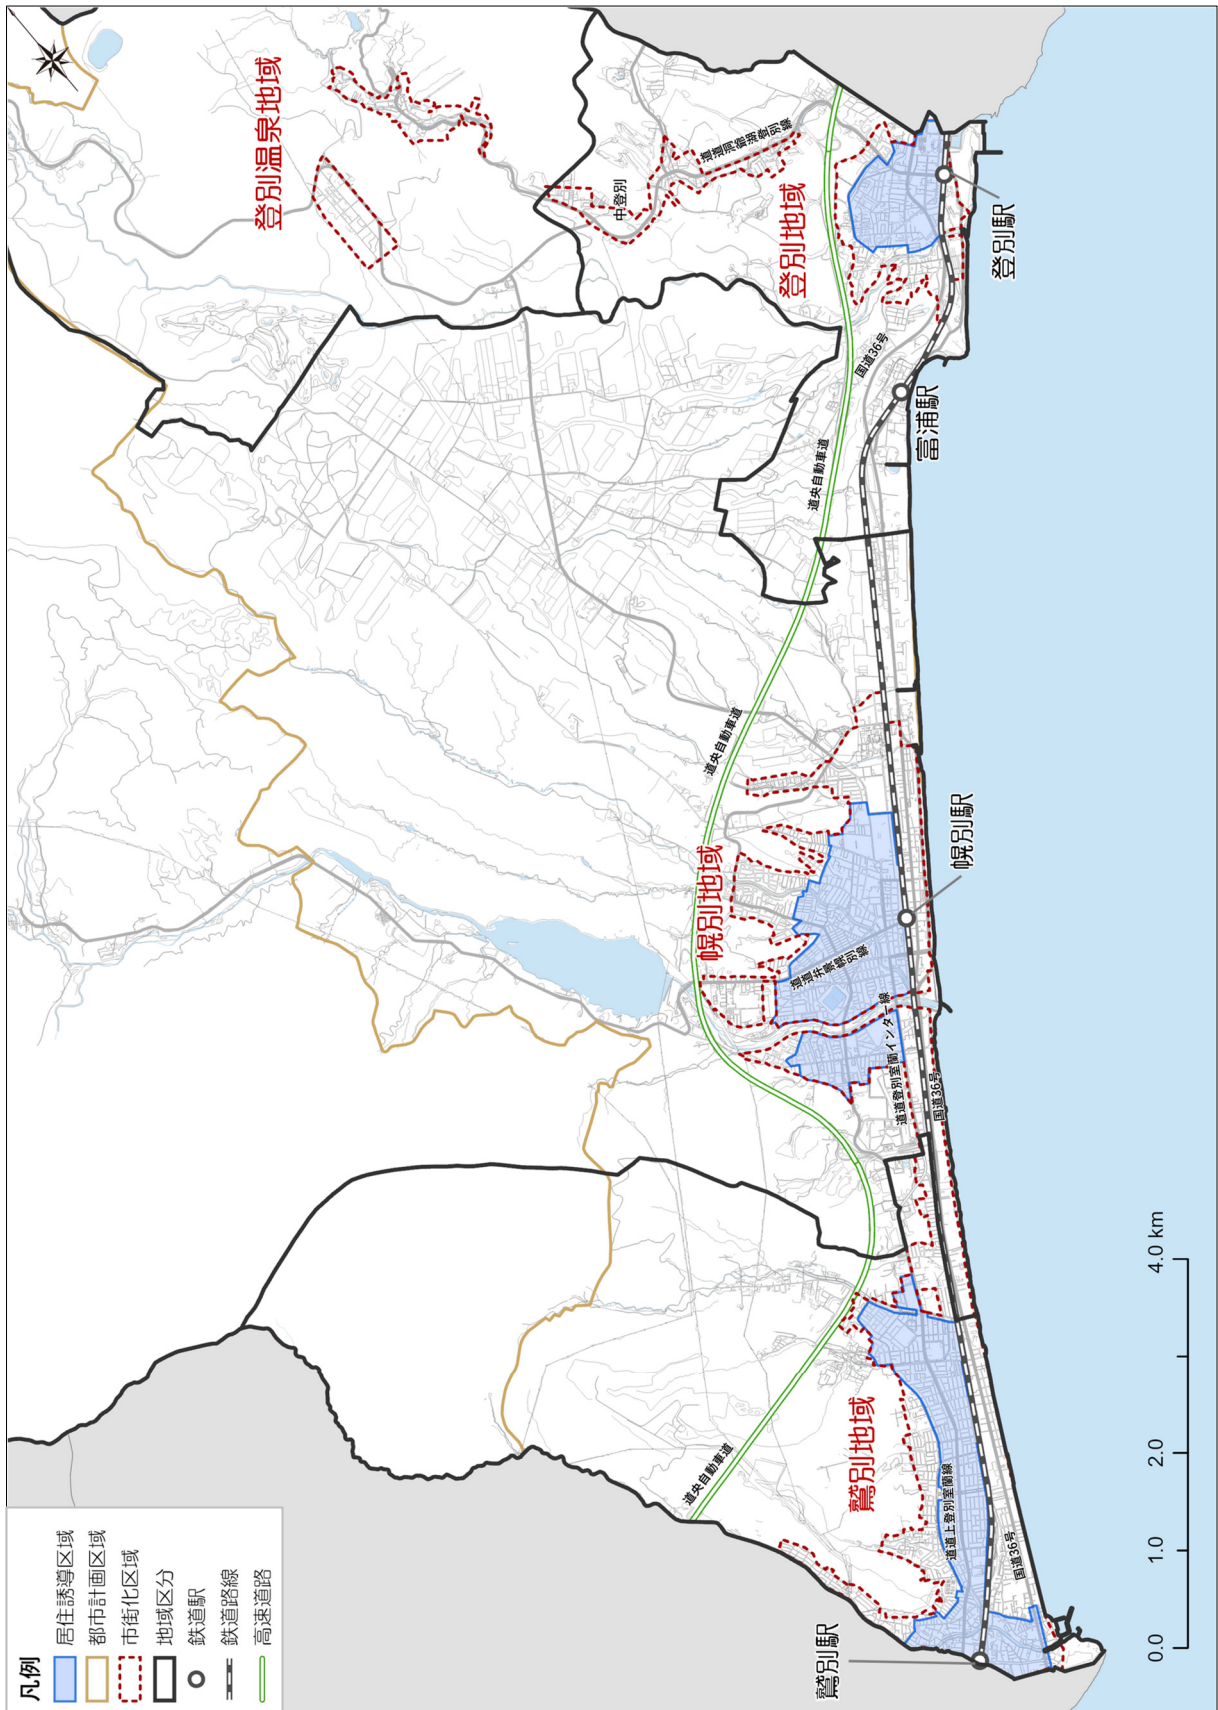 凡例
居住誘導区域
都市計画区域
市街化区域
地域区分
鉄道駅
鉄道路線
高速道路
登別温泉地域
中登別
道道洞爺湖登別線
登別地域
登別駅
国道36号
富浦駅
道央自動車道
道央自動車道
幌別地域
幌別駅
道道弁景幌別線
道道登別室蘭インター線
国道36号
道央自動車道
鷲別地域
道道上登別室蘭線
国道36号
鷲別駅
0.0
1.0
2.0
4.0 km